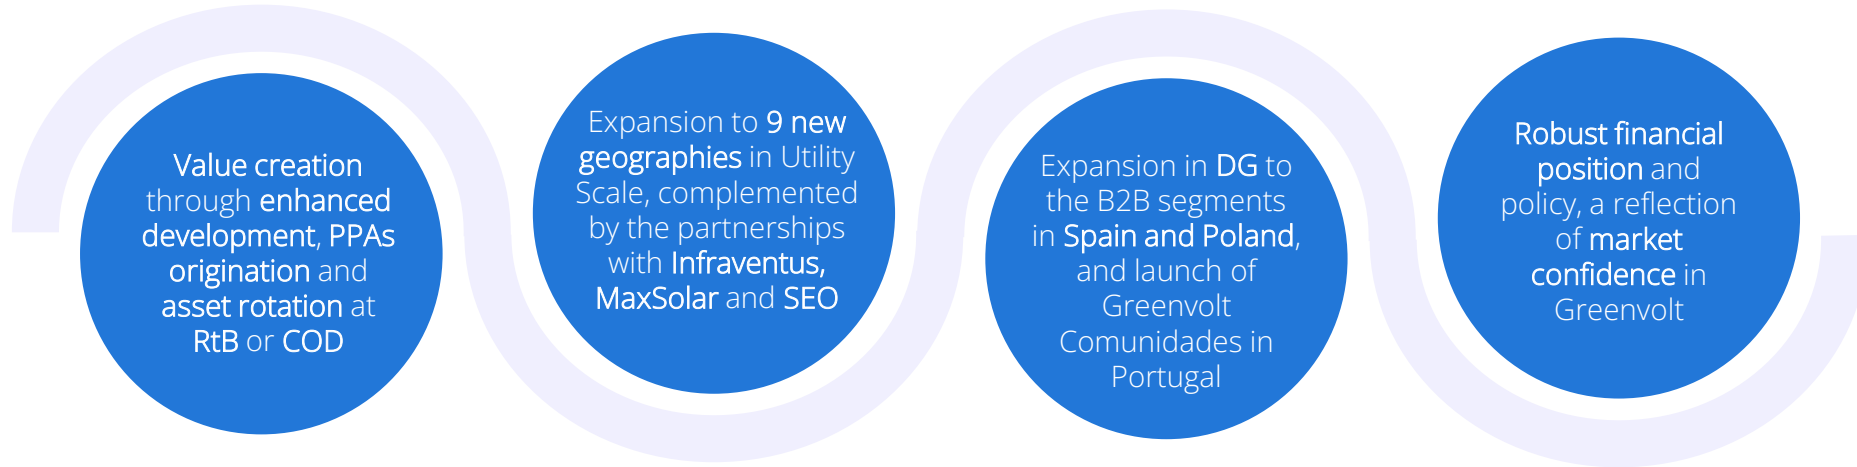 Value creation
through enhanced
development, PPAs
origination and
asset rotation at
RtB or COD
Expansion to 9 new
geographies in Utility
Scale, complemented
by the partnerships
with Infraventus,
MaxSolar and SEO
Expansion in DG to
the B2B segments
in Spain and Poland,
and launch of
Greenvolt
Comunidades in
Portugal
Robust financial
position and
policy, a reflection
of market
confidence in
Greenvolt